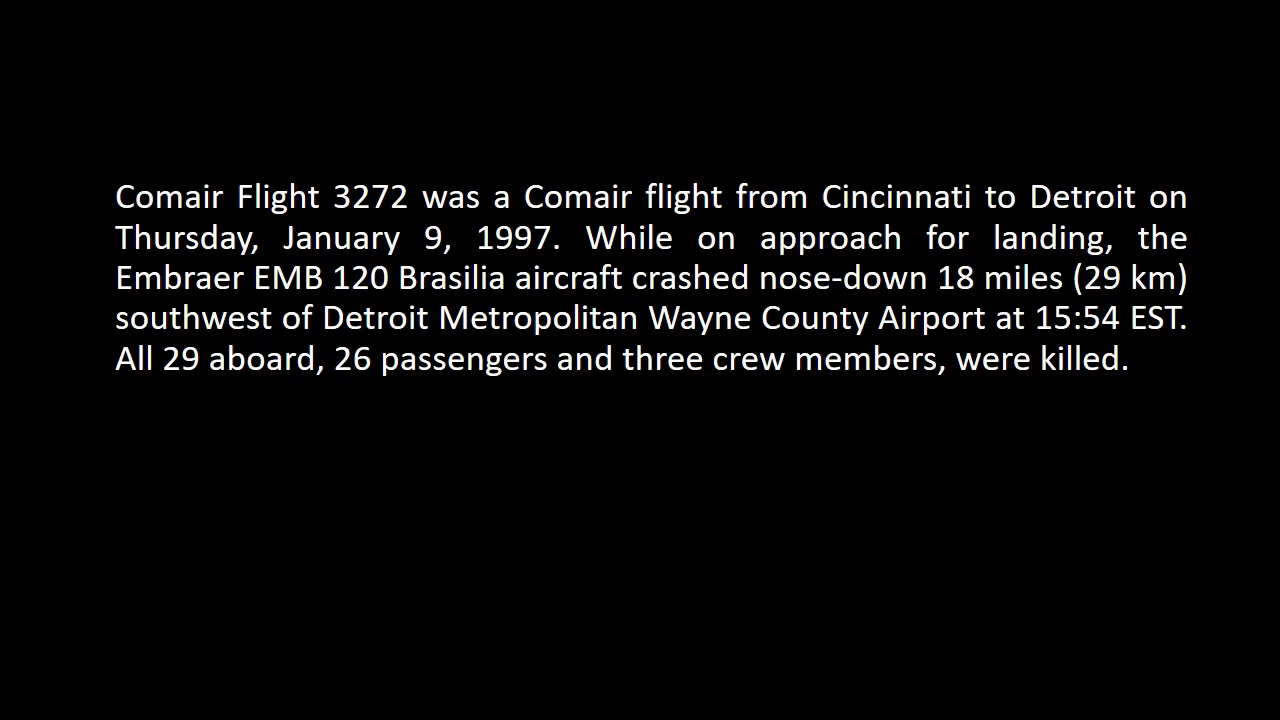 Comair Flight 3272 was a Comair flight from Cincinnati to Detroit on
Thursday, January 9, 1997. While on approach for landing, the
Embraer EMB 120 Brasilia aircraft crashed nose-down 18 miles (29 km)
southwest of Detroit Metropolitan Wayne County Airport at 15:54 EST.
All 29 aboard, 26 passengers and three crew members, were killed.